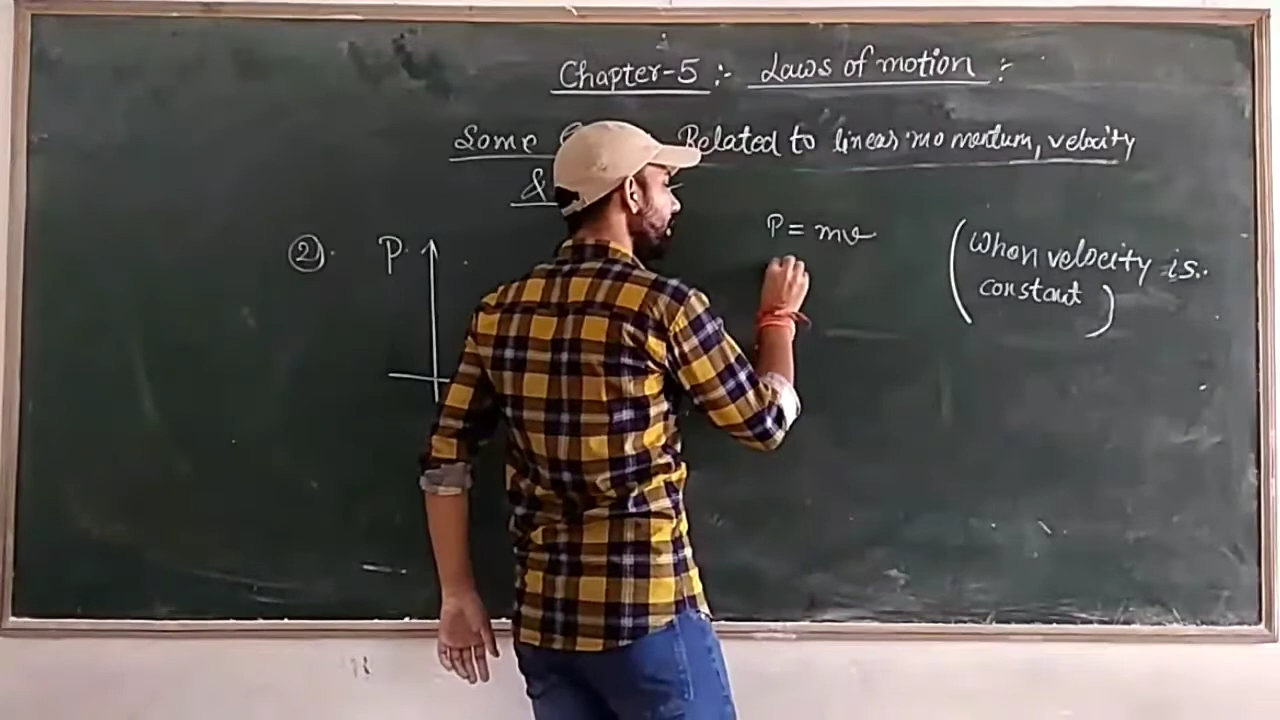 Chapter-5 :- Laws of motion :-
Some Related to linear momentum, velocity
&
2). P P = mv (When velocity is.
constant)